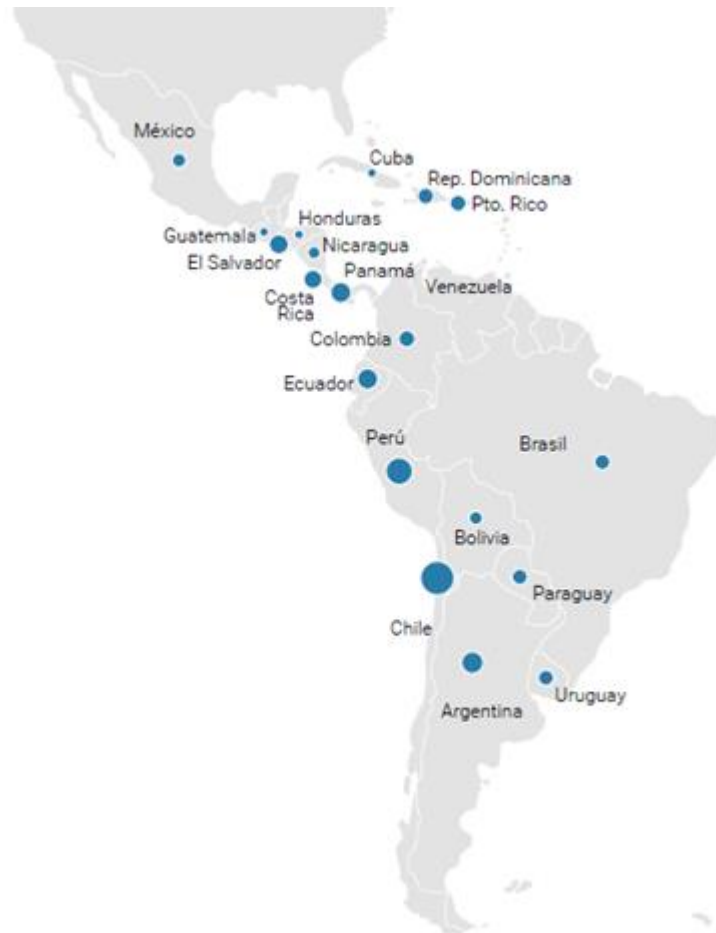 México
Cuba
Rep. Dominicana
Pto. Rico
Honduras
Guatemala
Nicaragua
El Salvador
Panamá
Costa
Rica
Venezuela
Colombia
Ecuador
Perú
Brasil
Bolivia
Paraguay
Chile
Uruguay
Argentina